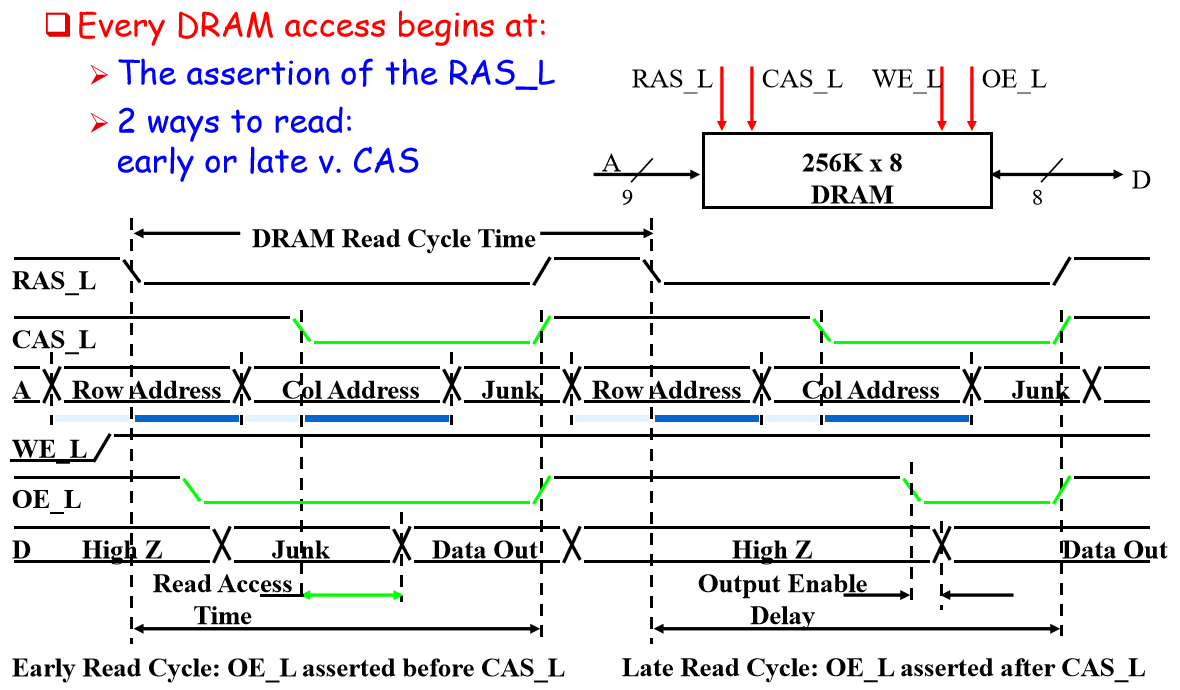 Every DRAM access begins at:
The assertion of the RAS_L
2 ways to read:
early or late v. CAS
RAS_L CAS_L WE_L OE_L
A 256K x 8 D
9 DRAM 8
DRAM Read Cycle Time
RAS_L
CAS_L
A Row Address Col Address Junk Row Address Col Address Junk
WE_L
OE_L
D High Z Junk Data Out High Z Data Out
Read Access Output Enable
Time Delay
Early Read Cycle: OE_L asserted before CAS_L Late Read Cycle: OE_L asserted after CAS_L